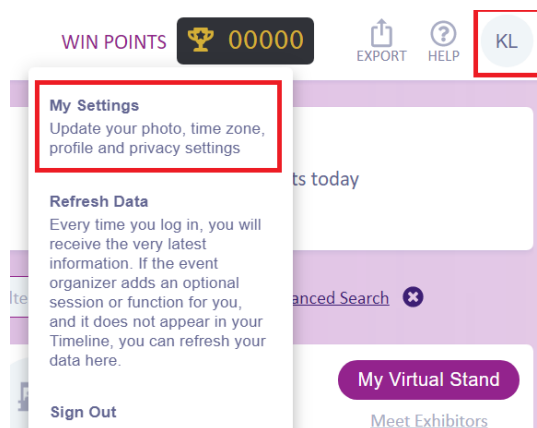 WIN POINTS 00000 EXPORT HELP KL
My Settings
Update your photo, time zone,
profile and privacy settings
ts today
Refresh Data
Every time you log in, you will
receive the very latest
information. If the event
organizer adds an optional
session or function for you,
and it does not appear in your
Timeline, you can refresh your
data here.
lte
anced Search
My Virtual Stand
Sign Out
Meet Exhibitors